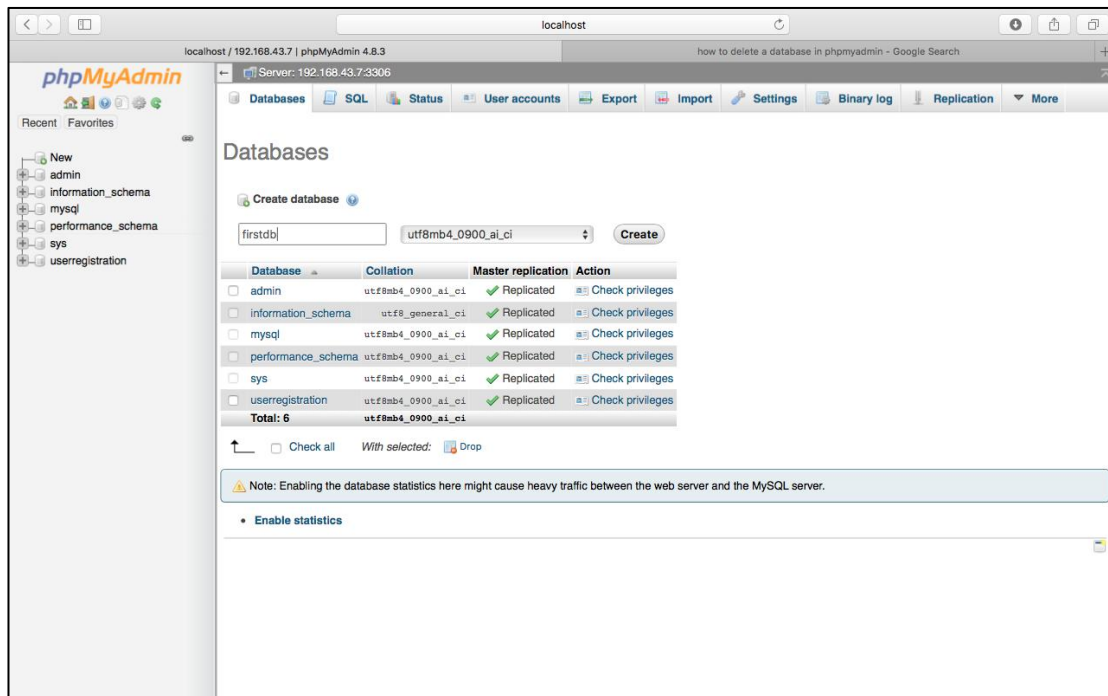 localhost
localhost / 192.168.43.7 | phpMyAdmin 4.8.3
how to delete a database in phpmyadmin - Google Search
phpMyAdmin
Recent Favorites
New
admin
information_schema
mysql
performance_schema
sys
userregistration
Server: 192.168.43.7:3306
Databases SQL Status User accounts Export Import Settings Binary log Replication More
Databases
Create database
firstdb utf8mb4_0900_ai_ci Create
Database Collation Master replication Action
admin utf8mb4_0900_ai_ci Replicated Check privileges
information_schema utf8_general_ci Replicated Check privileges
mysql utf8mb4_0900_ai_ci Replicated Check privileges
performance_schema utf8mb4_0900_ai_ci Replicated Check privileges
sys utf8mb4_0900_ai_ci Replicated Check privileges
userregistration utf8mb4_0900_ai_ci Replicated Check privileges
Total: 6 utf8mb4_0900_ai_ci
Check all With selected: Drop
Note: Enabling the database statistics here might cause heavy traffic between the web server and the MySQL server.
• Enable statistics